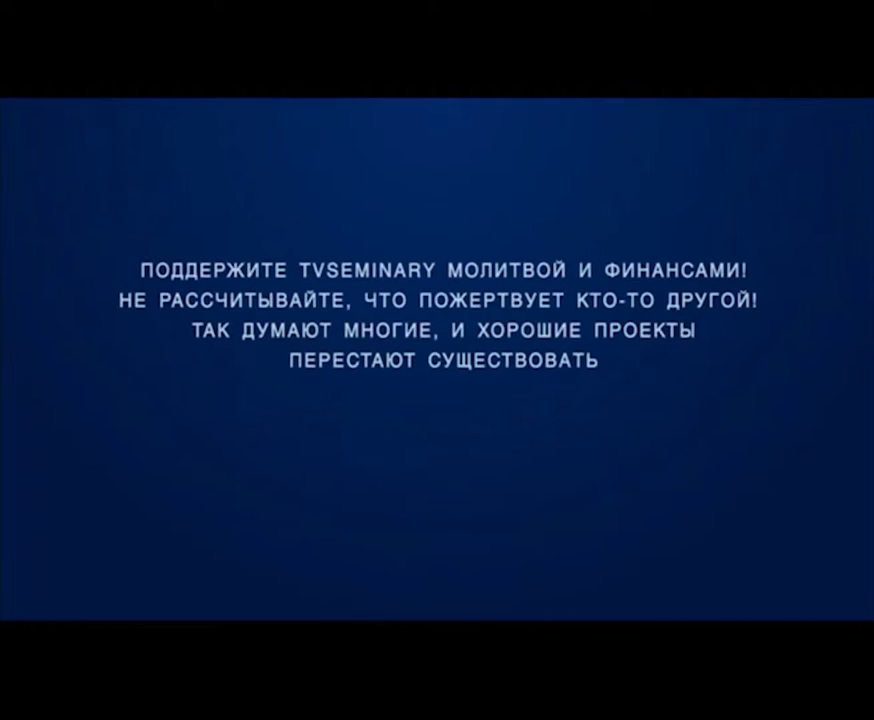 ПОДДЕРЖИТЕ TVSEMINARY МОЛИТВОЙ И ФИНАНСАМИ!
НЕ РАССЧИТЫВАЙТЕ, ЧТО ПОЖЕРТВУЕТ КТО-ТО ДРУГОЙ!
ТАК ДУМАЮТ МНОГИЕ, И ХОРОШИЕ ПРОЕКТЫ
ПЕРЕСТАЮТ СУЩЕСТВОВАТЬ